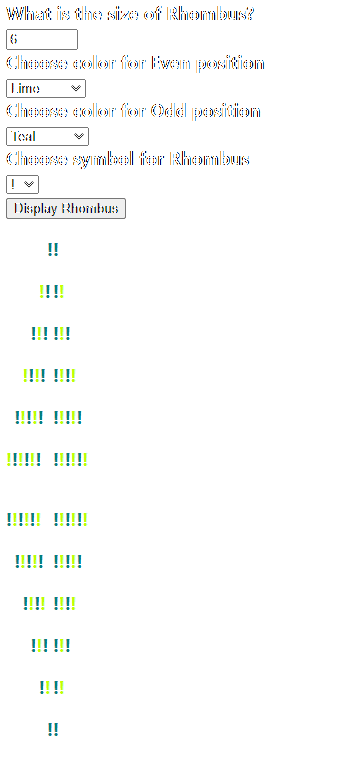 What is the size of Rhombus?
6
Choose color for Even position
Lime
Choose color for Odd position
Teal
Choose symbol for Rhombus
!
Display Rhombus
!!
!! !!
!!! !!!
!!!! !!!!
!!!!! !!!!!
!!!!!! !!!!!!
!!!!!! !!!!!!
!!!!! !!!!!
!!!! !!!!
!!! !!!
!! !!
!!